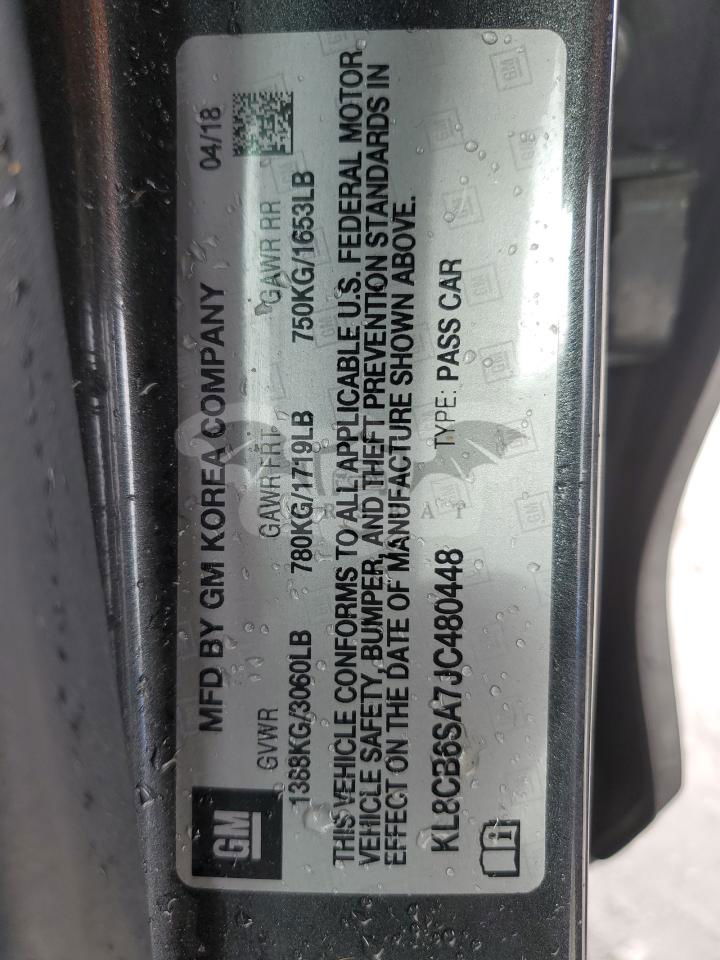 MFD BY GM KOREA COMPANY 04/18
GM
GVWR GAWR FRT GAWR RR
1368KG/3060LB 780KG/1719LB 750KG/1653LB
THIS VEHICLE CONFORMS TO ALL APPLICABLE U.S. FEDERAL MOTOR
VEHICLE SAFETY, BUMPER, AND THEFT PREVENTION STANDARDS IN
EFFECT ON THE DATE OF MANUFACTURE SHOWN ABOVE.
KL8CB6SA7JC480448 TYPE: PASS CAR